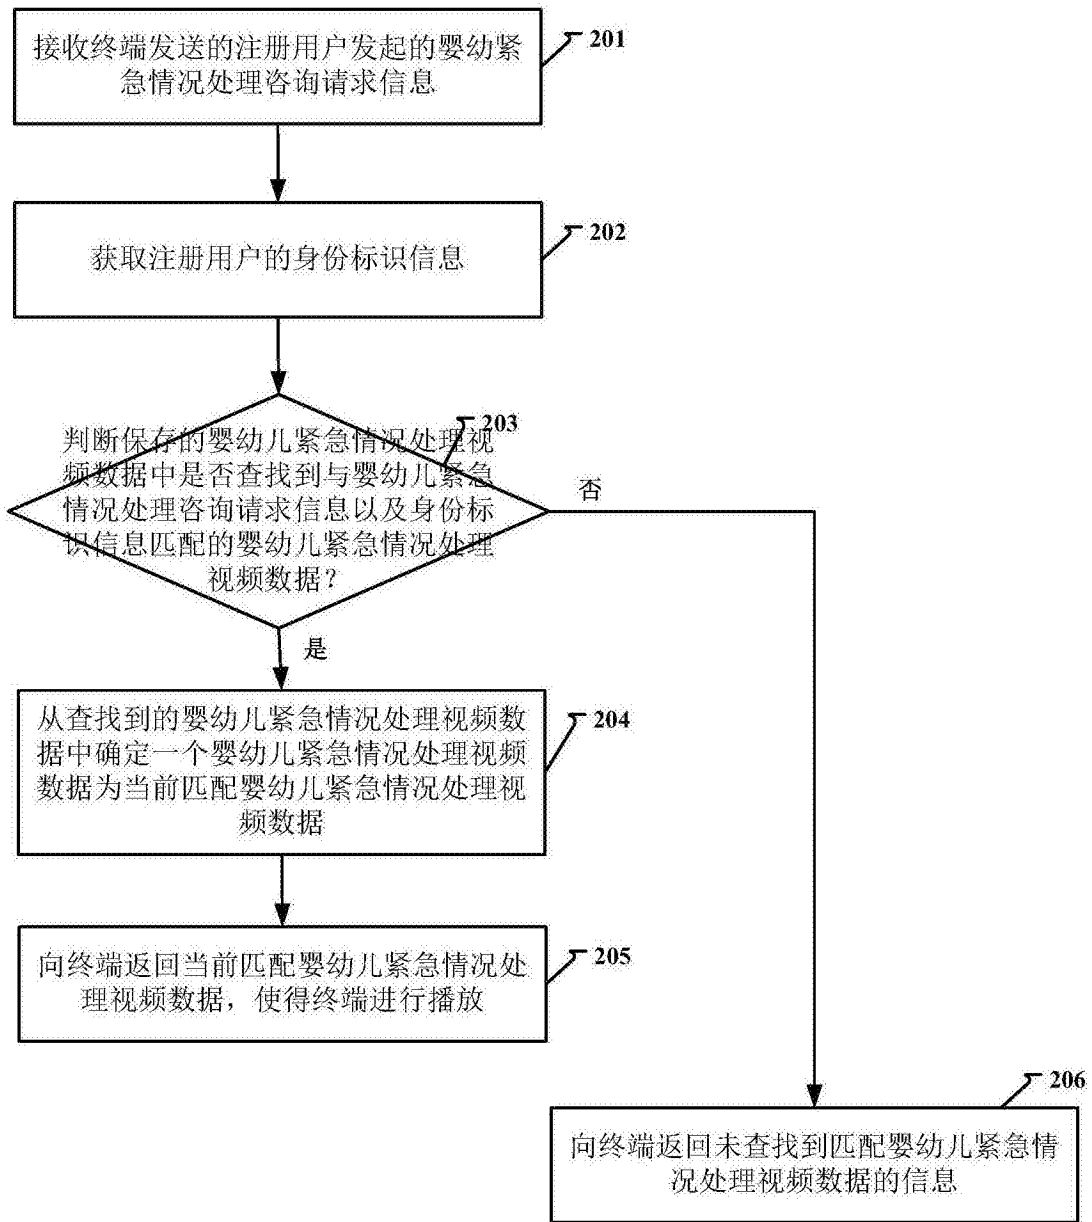 接收终端发送的注册用户发起的婴幼紧
急情况处理咨询请求信息
201
获取注册用户的身份标识信息
202
203
判断保存的婴幼儿紧急情况处理视
频数据中是否查找到与婴幼儿紧急
情况处理咨询请求信息以及身份标
识信息匹配的婴幼儿紧急情况处理
视频数据？
否
是
从查找到的婴幼儿紧急情况处理视频数
据中确定一个婴幼儿紧急情况处理视频
数据为当前匹配婴幼儿紧急情况处理视
频数据
204
向终端返回当前匹配婴幼儿紧急情况处
理视频数据，使得终端进行播放
205
206
向终端返回未查找到匹配婴幼儿紧急情
况处理视频数据的信息